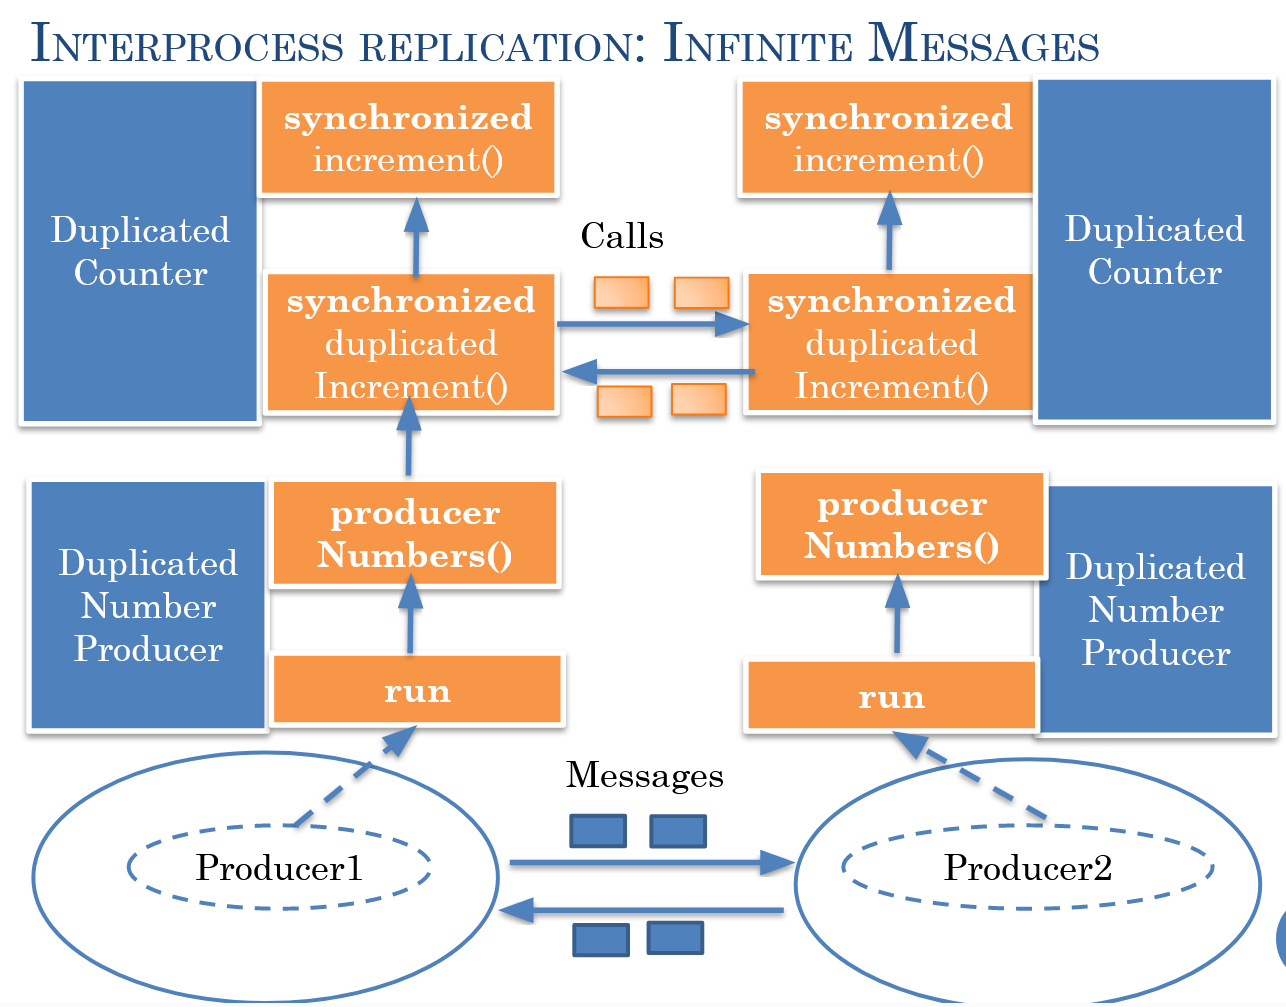 Interprocess replication: Infinite Messages
Duplicated
Counter
synchronized
increment()
synchronized
duplicated
Increment()
Calls
synchronized
increment()
synchronized
duplicated
Increment()
Duplicated
Counter
Duplicated
Number
Producer
producer
Numbers()
run
producer
Numbers()
run
Duplicated
Number
Producer
Messages
Producer1
Producer2